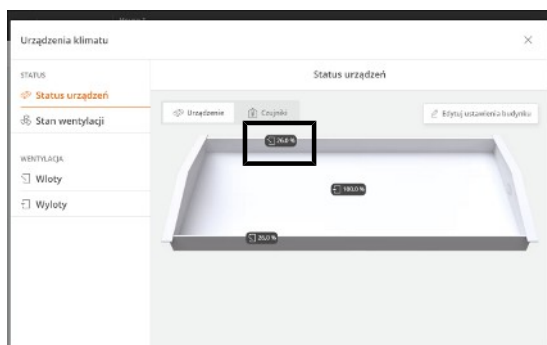 Urządzenia klimatu
STATUS
Status urządzeń
Stan wentylacji
WENTYLACJA
Wloty
Wyloty
Status urządzeń
Urządzenie
Czujniki
Edytuj ustawienia budynku
26,0 %
100,0 %
26,0 %